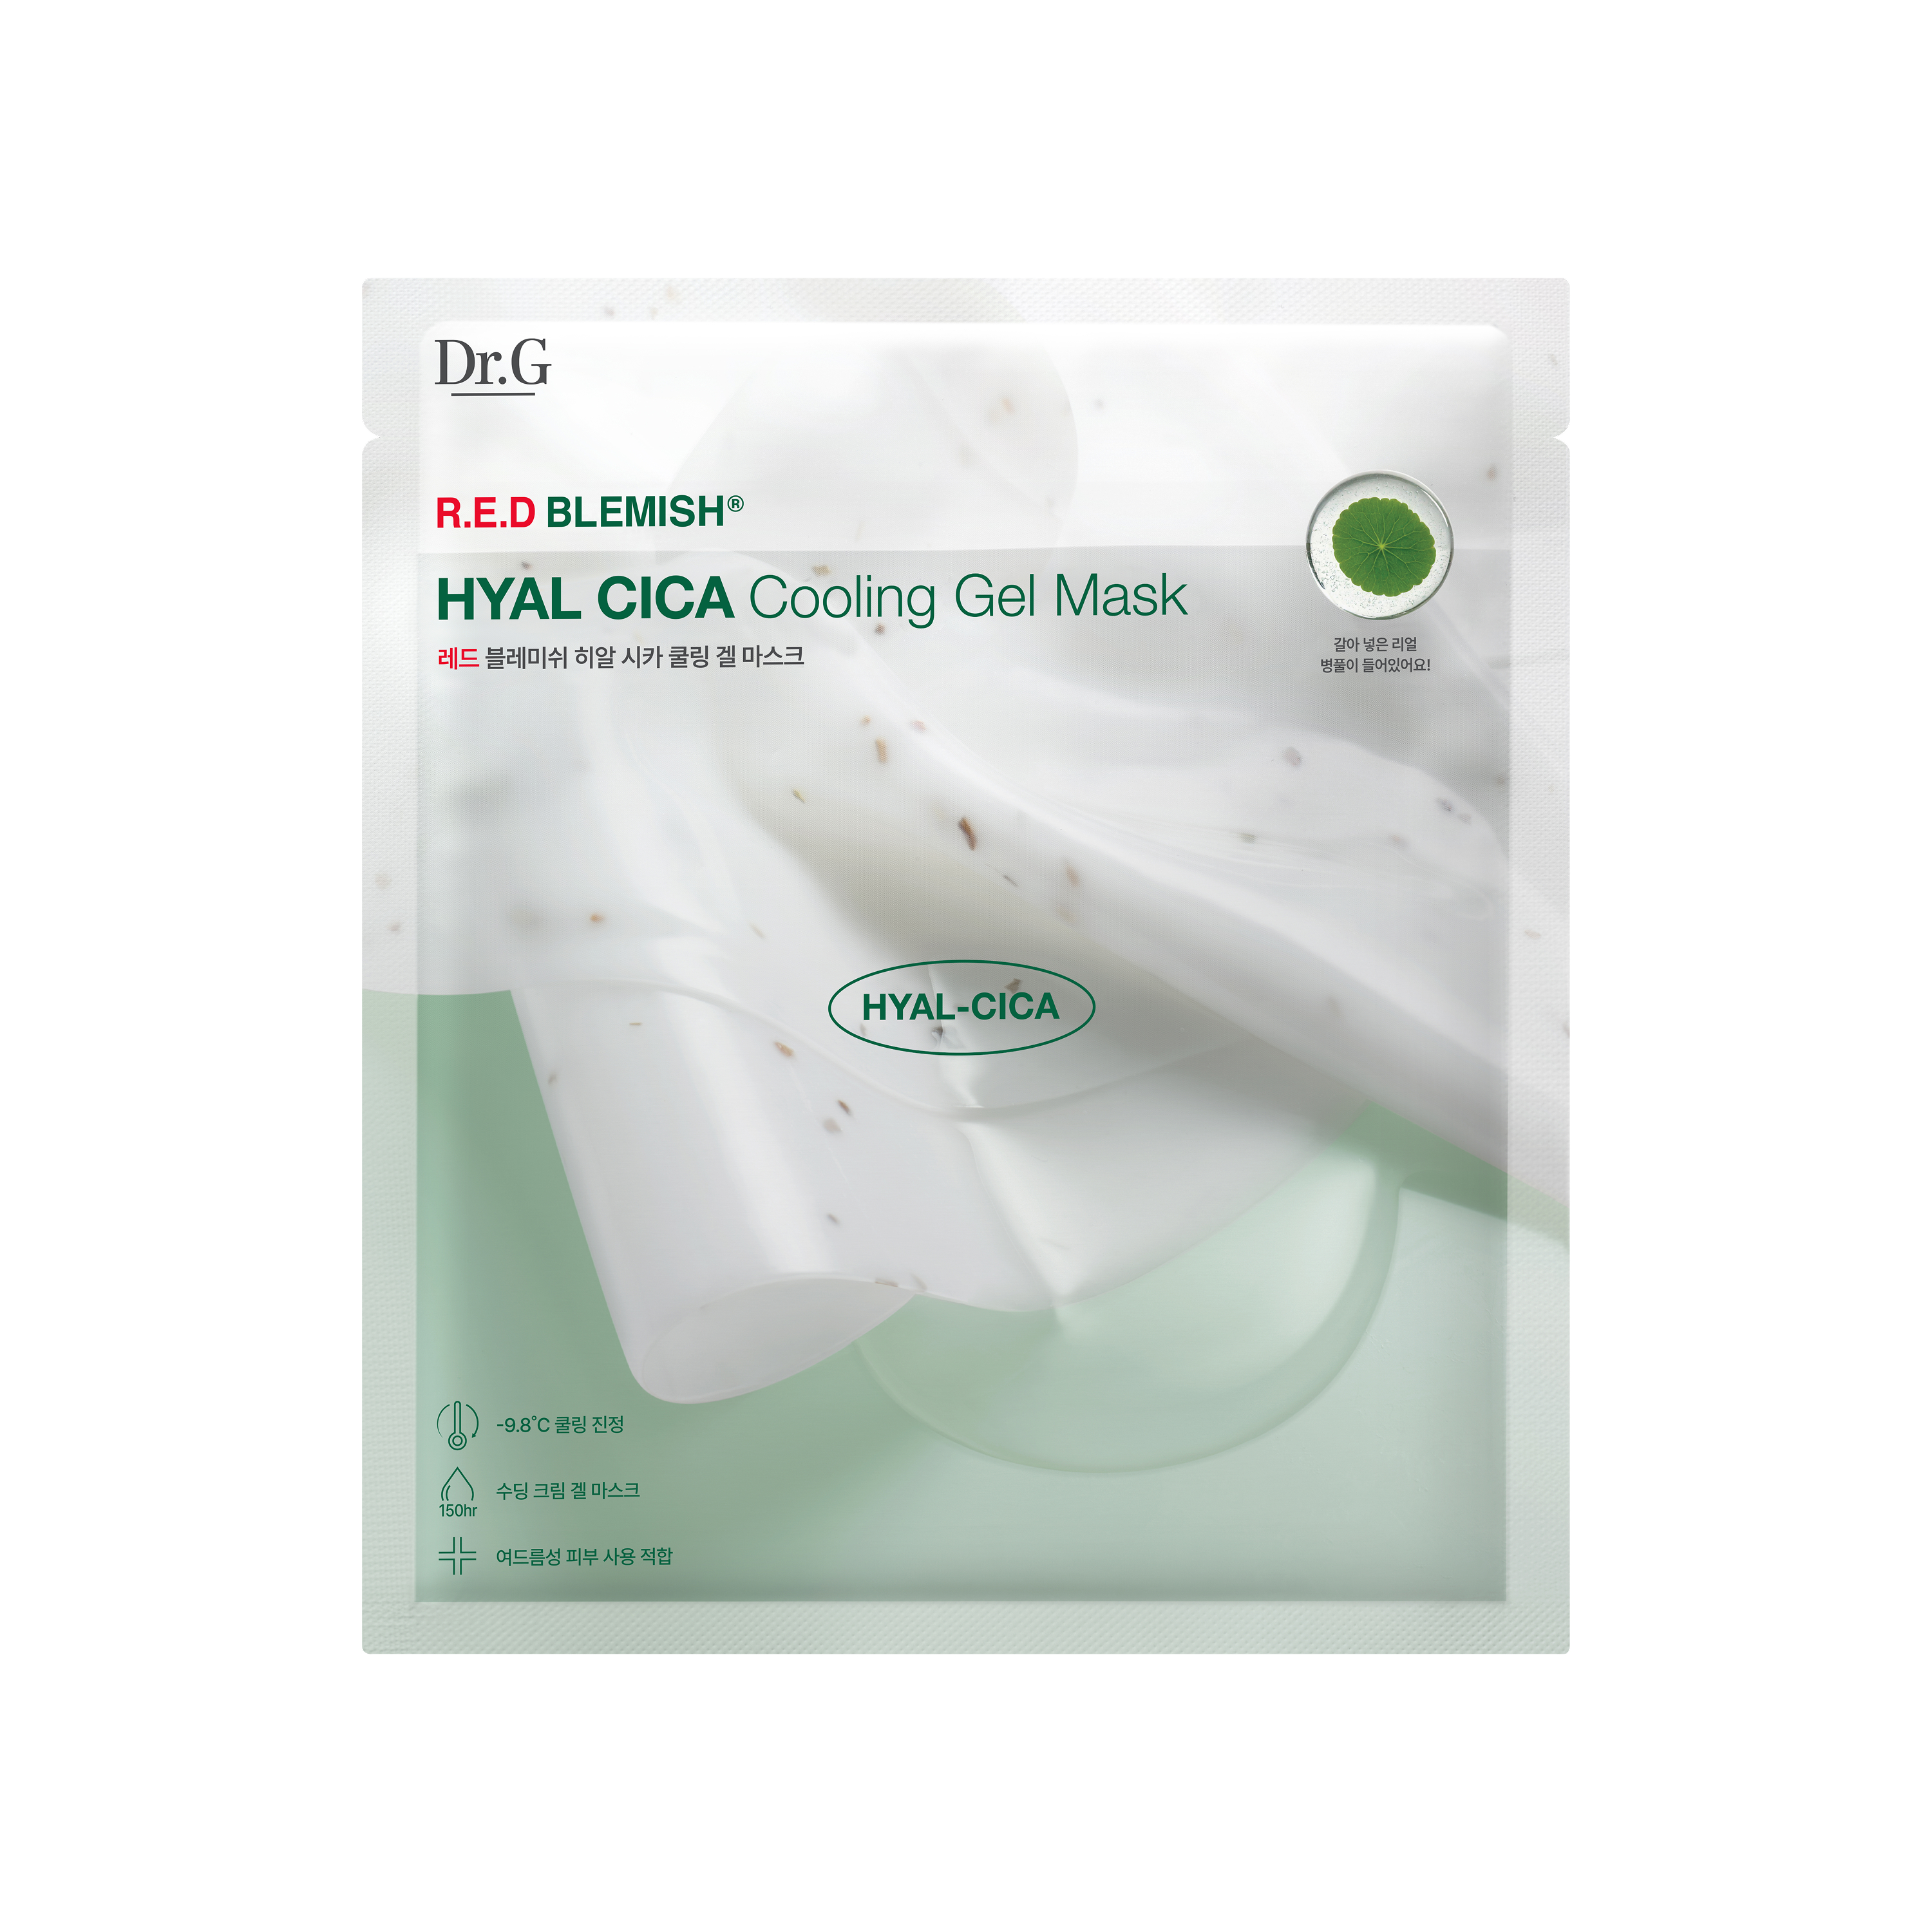 Dr.G
R.E.D BLEMISH®
HYAL CICA Cooling Gel Mask
레드 블레미쉬 히알 시카 쿨링 겔 마스크
갈아 넣은 리얼
병풀이 들어있어요!
HYAL-CICA
-9.8˚C 쿨링 진정
150hr
수딩 크림 겔 마스크
여드름성 피부 사용 적합